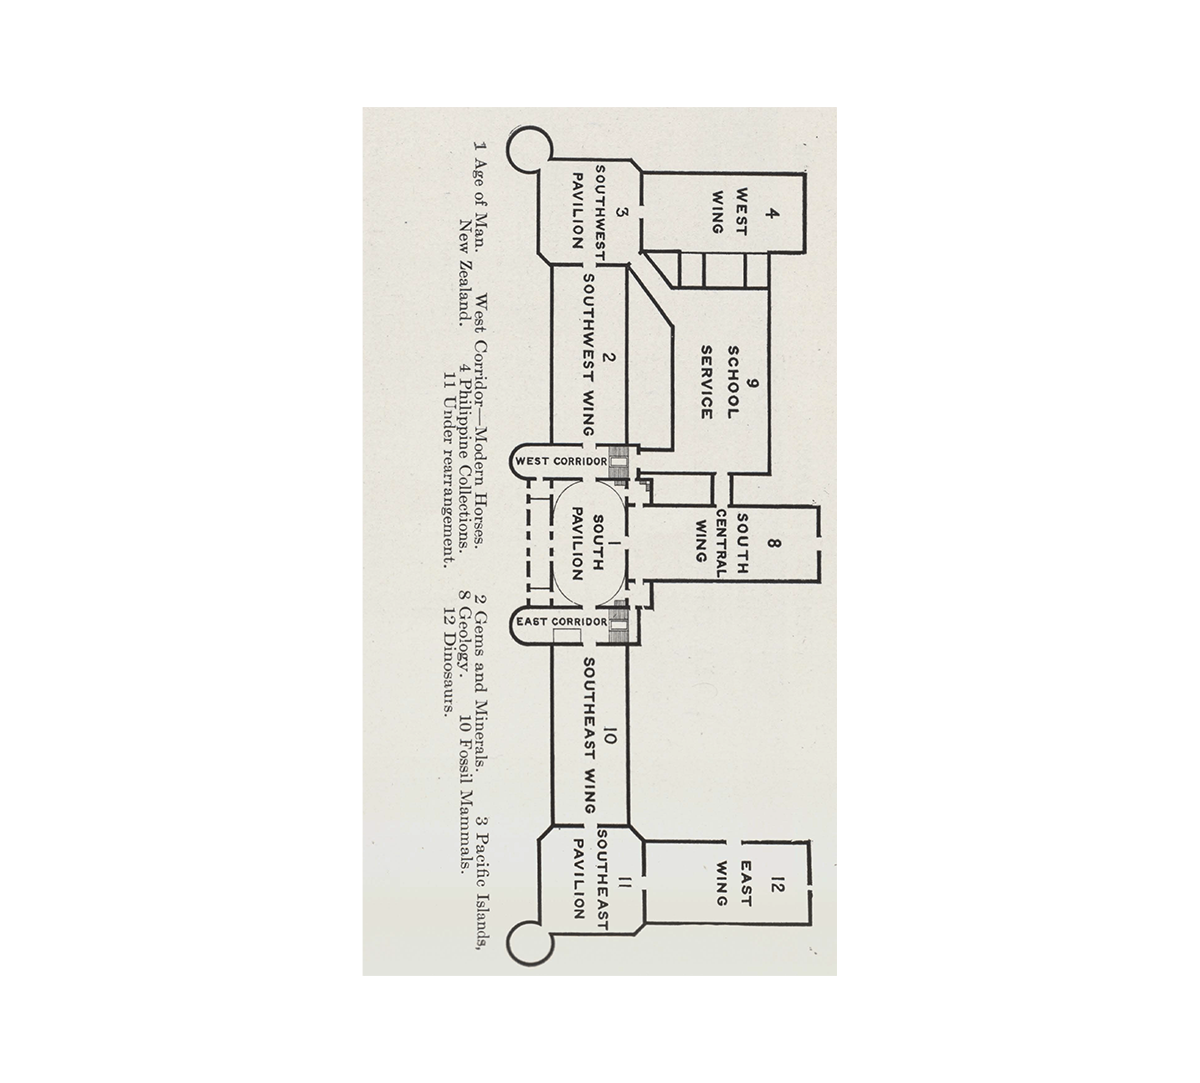 4
WEST
WING
3
SOUTHWEST
PAVILION
9
SCHOOL
SERVICE
2
SOUTHWEST WING
WEST CORRIDOR
8
SOUTH
CENTRAL
WING
1
SOUTH
PAVILION
EAST CORRIDOR
10
SOUTHEAST WING
12
EAST
WING
11
SOUTHEAST
PAVILION
1 Age of Man. West Corridor—Modern Horses. 2 Gems and Minerals. 3 Pacific Islands,
New Zealand. 4 Philippine Collections. 8 Geology. 10 Fossil Mammals.
11 Under rearrangement. 12 Dinosaurs.